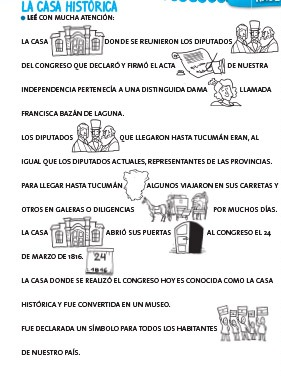 LA CASA HISTÓRICA
LEÉ CON MUCHA ATENCIÓN:
LA CASA DONDE SE REUNIERON LOS DIPUTADOS
DEL CONGRESO QUE DECLARÓ Y FIRMÓ EL ACTA DE NUESTRA
INDEPENDENCIA PERTENECÍA A UNA DISTINGUIDA DAMA LLAMADA
FRANCISCA BAZÁN DE LAGUNA.
LOS DIPUTADOS QUE LLEGARON HASTA TUCUMÁN ERAN, AL
IGUAL QUE LOS DIPUTADOS ACTUALES, REPRESENTANTES DE LAS PROVINCIAS.
PARA LLEGAR HASTA TUCUMÁN ALGUNOS VIAJARON EN SUS CARRETAS Y
OTROS EN GALERAS O DILIGENCIAS POR MUCHOS DÍAS.
LA CASA ABRIÓ SUS PUERTAS AL CONGRESO EL 24
DE MARZO DE 1816. 24
1816
LA CASA DONDE SE REALIZÓ EL CONGRESO HOY ES CONOCIDA COMO LA CASA
HISTÓRICA Y FUE CONVERTIDA EN UN MUSEO.
FUE DECLARADA UN SÍMBOLO PARA TODOS LOS HABITANTES
DE NUESTRO PAÍS.